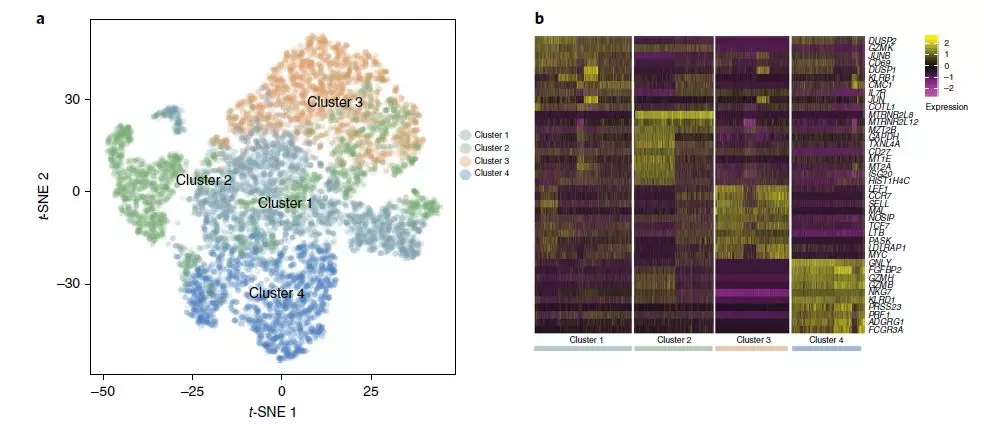 a
Cluster 3
Cluster 2
Cluster 1
Cluster 4
30
0
−30
t-SNE 2
−50
−25
0
25
t-SNE 1
Cluster 1
Cluster 2
Cluster 3
Cluster 4
b
DUSP2
GZMK
JUNB
CD69
DUSP1
KLRB1
CMC1
IL7R
JUN
COTL1
MTRNR2L8
MTRNR2L12
MZT2B
GAPDH
TXNL4A
CD27
MT1E
MT2A
ISG20
HIST1H4C
LEF1
CCR7
SELL
MAL
NOSIP
TCF7
LTB
PASK
LDLRAP1
MYC
GNLY
FGFBP2
GZMH
GZMB
NKG7
KLRD1
PRSS23
PRF1
ADGRG1
FCGR3A
Cluster 1
Cluster 2
Cluster 3
Cluster 4
2
1
0
−1
−2
Expression